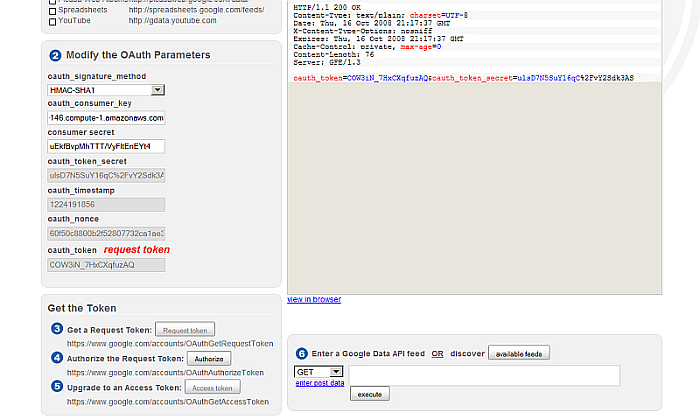 Spreadsheets http://spreadsheets.google.com/feeds/
YouTube http://gdata.youtube.com
2 Modify the OAuth Parameters
oauth_signature_method
HMAC-SHA1
oauth_consumer_key
-146.compute-1.amazonaws.com
consumer secret
uEkfBvpMhTTT/VyFltEnEYt4
oauth_token_secret
ulsD7N5SuY16qC%2FvY2Sdk3A
oauth_timestamp
1224191856
oauth_nonce
60f50c8800b2f52807732ca1ae3
oauth_token request token
COW3iN_7HxCXqfuzAQ
Get the Token
3 Get a Request Token: Request token
https://www.google.com/accounts/OAuthGetRequestToken
4 Authorize the Request Token: Authorize
https://www.google.com/accounts/OAuthAuthorizeToken
5 Upgrade to an Access Token: Access token
https://www.google.com/accounts/OAuthGetAccessToken
HTTP/1.1 200 OK
Content-Type: text/plain; charset=UTF-8
Date: Thu, 16 Oct 2008 21:17:37 GMT
X-Content-Type-Options: nosniff
Expires: Thu, 16 Oct 2008 21:17:37 GMT
Cache-Control: private, max-age=0
Content-Length: 76
Server: GFE/1.3
oauth_token=COW3iN_7HxCXqfuzAQ&oauth_token_secret=ulsD7N5SuY16qC%2FvY2Sdk3AS
view in browser
6 Enter a Google Data API feed OR discover available feeds
GET
enter post data
execute